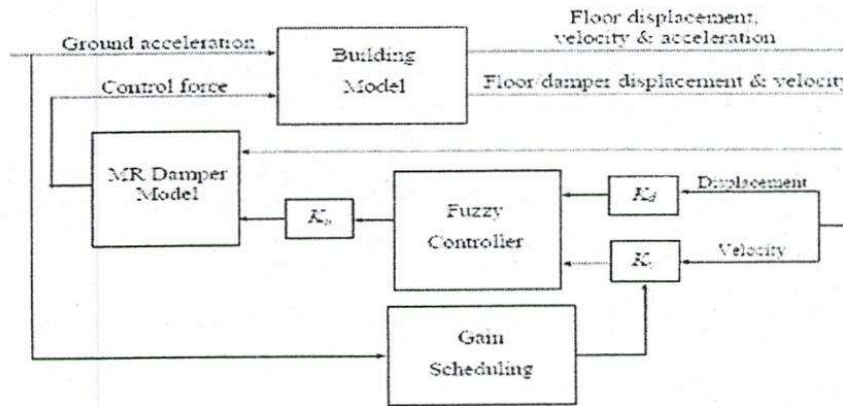 Floor displacement,
velocity & acceleration
Ground acceleration
Building
Model
Control force
Floor/damper displacement & velocity
MR Damper
Model
Fuzzy
Controller
Kd
Displacement
Velocity
Gain
Scheduling